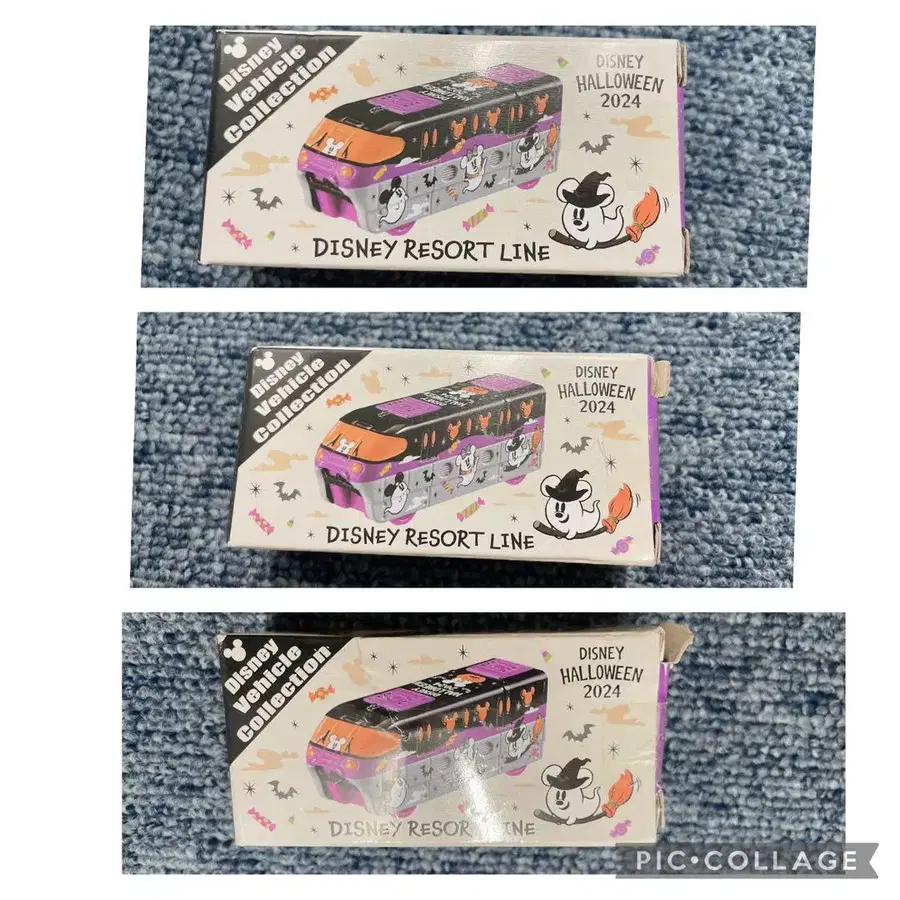 Disney
Vehicle
Collection
DISNEY
HALLOWEEN
2024
DISNEY RESORT LINE
Disney
Vehicle
Collection
DISNEY
HALLOWEEN
2024
DISNEY RESORT LINE
Disney
Vehicle
Collection
DISNEY
HALLOWEEN
2024
DISNEY RESORT LINE
PIC•COLLAGE